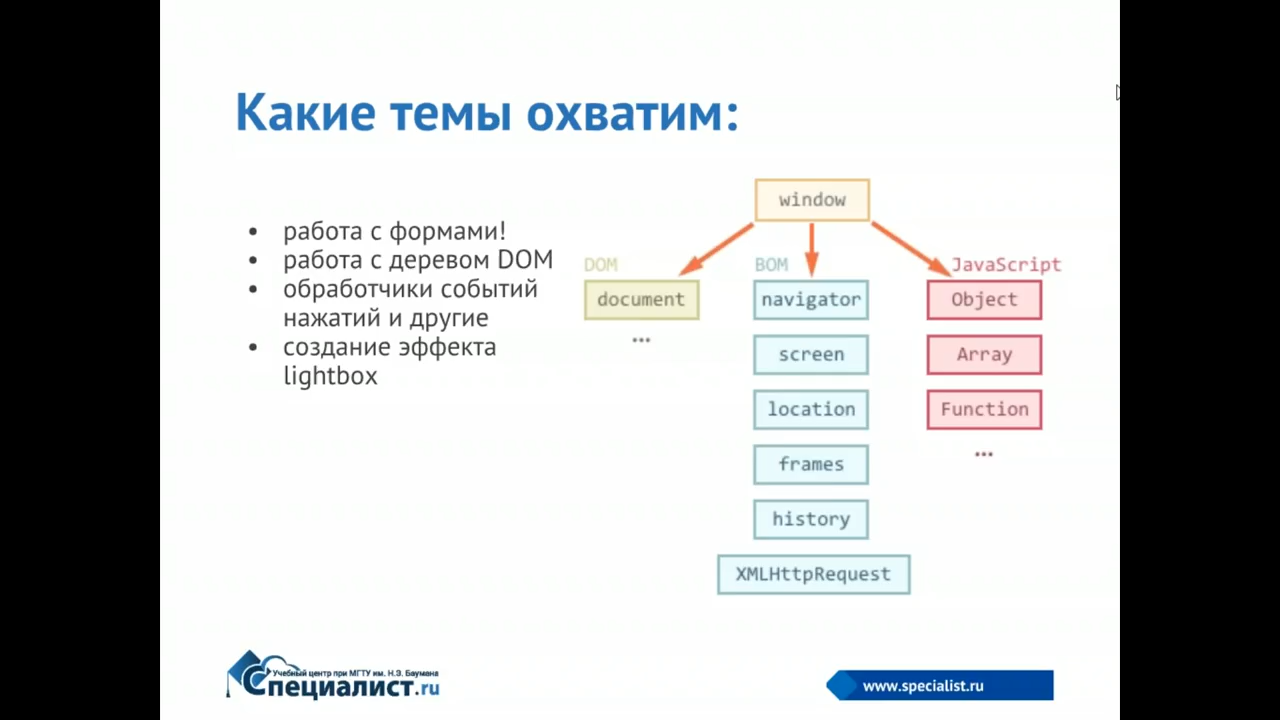 Какие темы охватим:
• работа с формами!
• работа с деревом DOM
• обработчики событий
нажатий и другие
• создание эффекта
lightbox
window
DOM
BOM
JavaScript
document
navigator
Object
...
screen
Array
location
Function
frames
...
history
XMLHttpRequest
Учебный центр при МГТУ им. Н.Э. Баумана
Специалист.ru
www.specialist.ru